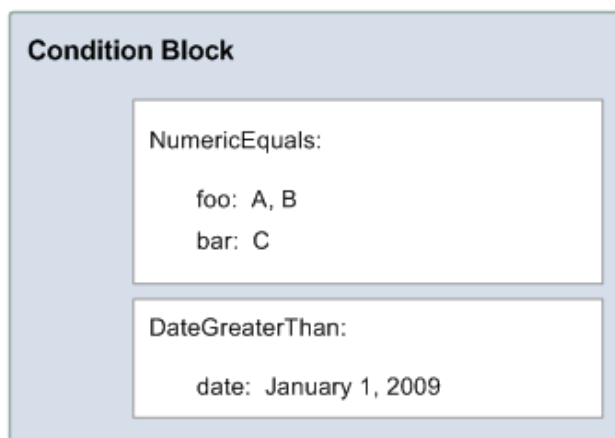 Condition Block
NumericEquals:
foo: A, B
bar: C
DateGreaterThan:
date: January 1, 2009